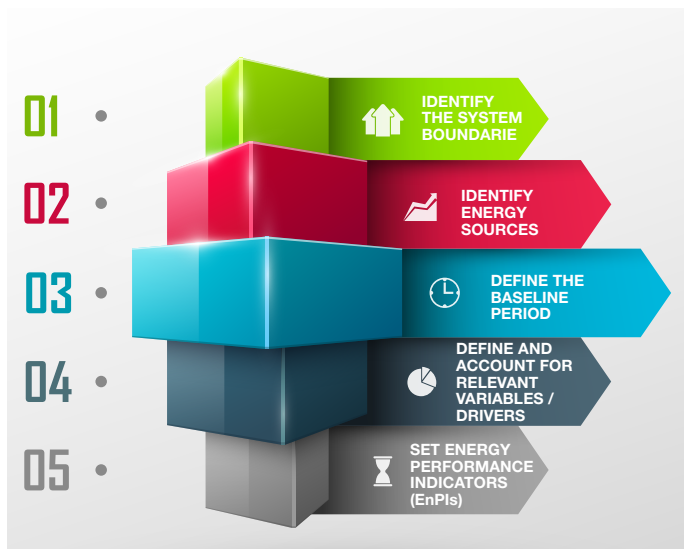 01
IDENTIFY
THE SYSTEM
BOUNDARIE
02
IDENTIFY
ENERGY
SOURCES
03
DEFINE THE
BASELINE
PERIOD
04
DEFINE AND
ACCOUNT FOR
RELEVANT
VARIABLES /
DRIVERS
05
SET ENERGY
PERFORMANCE
INDICATORS
(EnPIs)